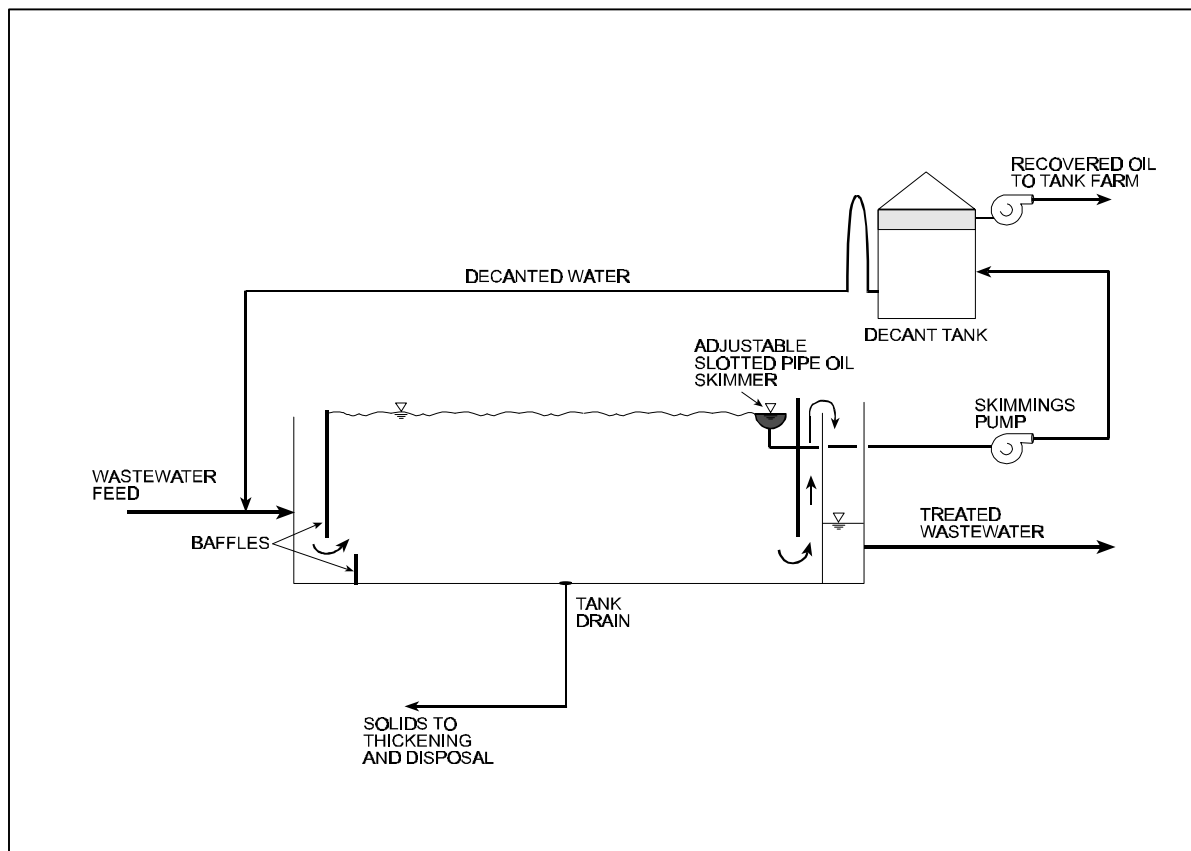 RECOVERED OIL
TO TANK FARM
DECANTED WATER
DECANT TANK
ADJUSTABLE
SLOTTED PIPE OIL
SKIMMER
SKIMMINGS
PUMP
WASTEWATER
FEED
TREATED
WASTEWATER
BAFFLES
TANK
DRAIN
SOLIDS TO
THICKENING
AND DISPOSAL